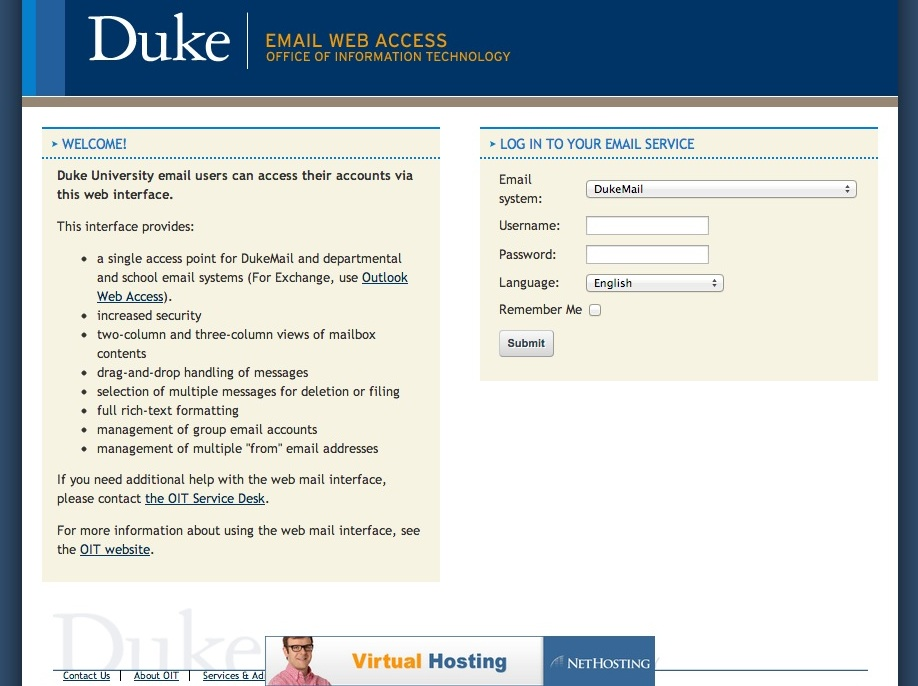 Duke
EMAIL WEB ACCESS
OFFICE OF INFORMATION TECHNOLOGY
WELCOME!
Duke University email users can access their accounts via
this web interface.
This interface provides:
a single access point for DukeMail and departmental
and school email systems (For Exchange, use Outlook
Web Access).
increased security
two-column and three-column views of mailbox
contents
drag-and-drop handling of messages
selection of multiple messages for deletion or filing
full rich-text formatting
management of group email accounts
management of multiple "from" email addresses
If you need additional help with the web mail interface,
please contact the OIT Service Desk.
For more information about using the web mail interface, see
the OIT website.
LOG IN TO YOUR EMAIL SERVICE
Email
system:
DukeMail
Username:
Password:
Language:
English
Remember Me
Submit
Duke
Contact Us | About OIT | Services & Ad
Virtual Hosting
NETHOSTING